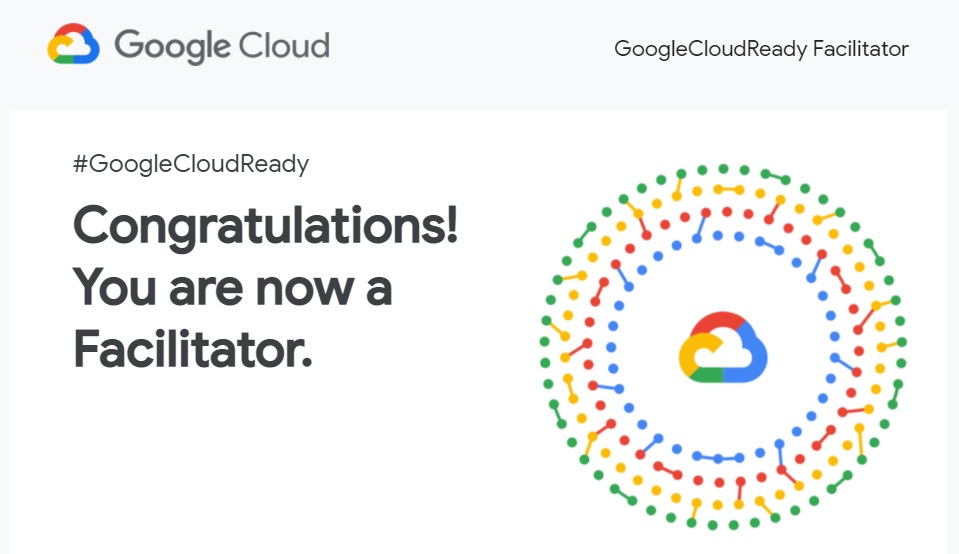 Google Cloud
GoogleCloudReady Facilitator
#GoogleCloudReady
Congratulations!
You are now a
Facilitator.